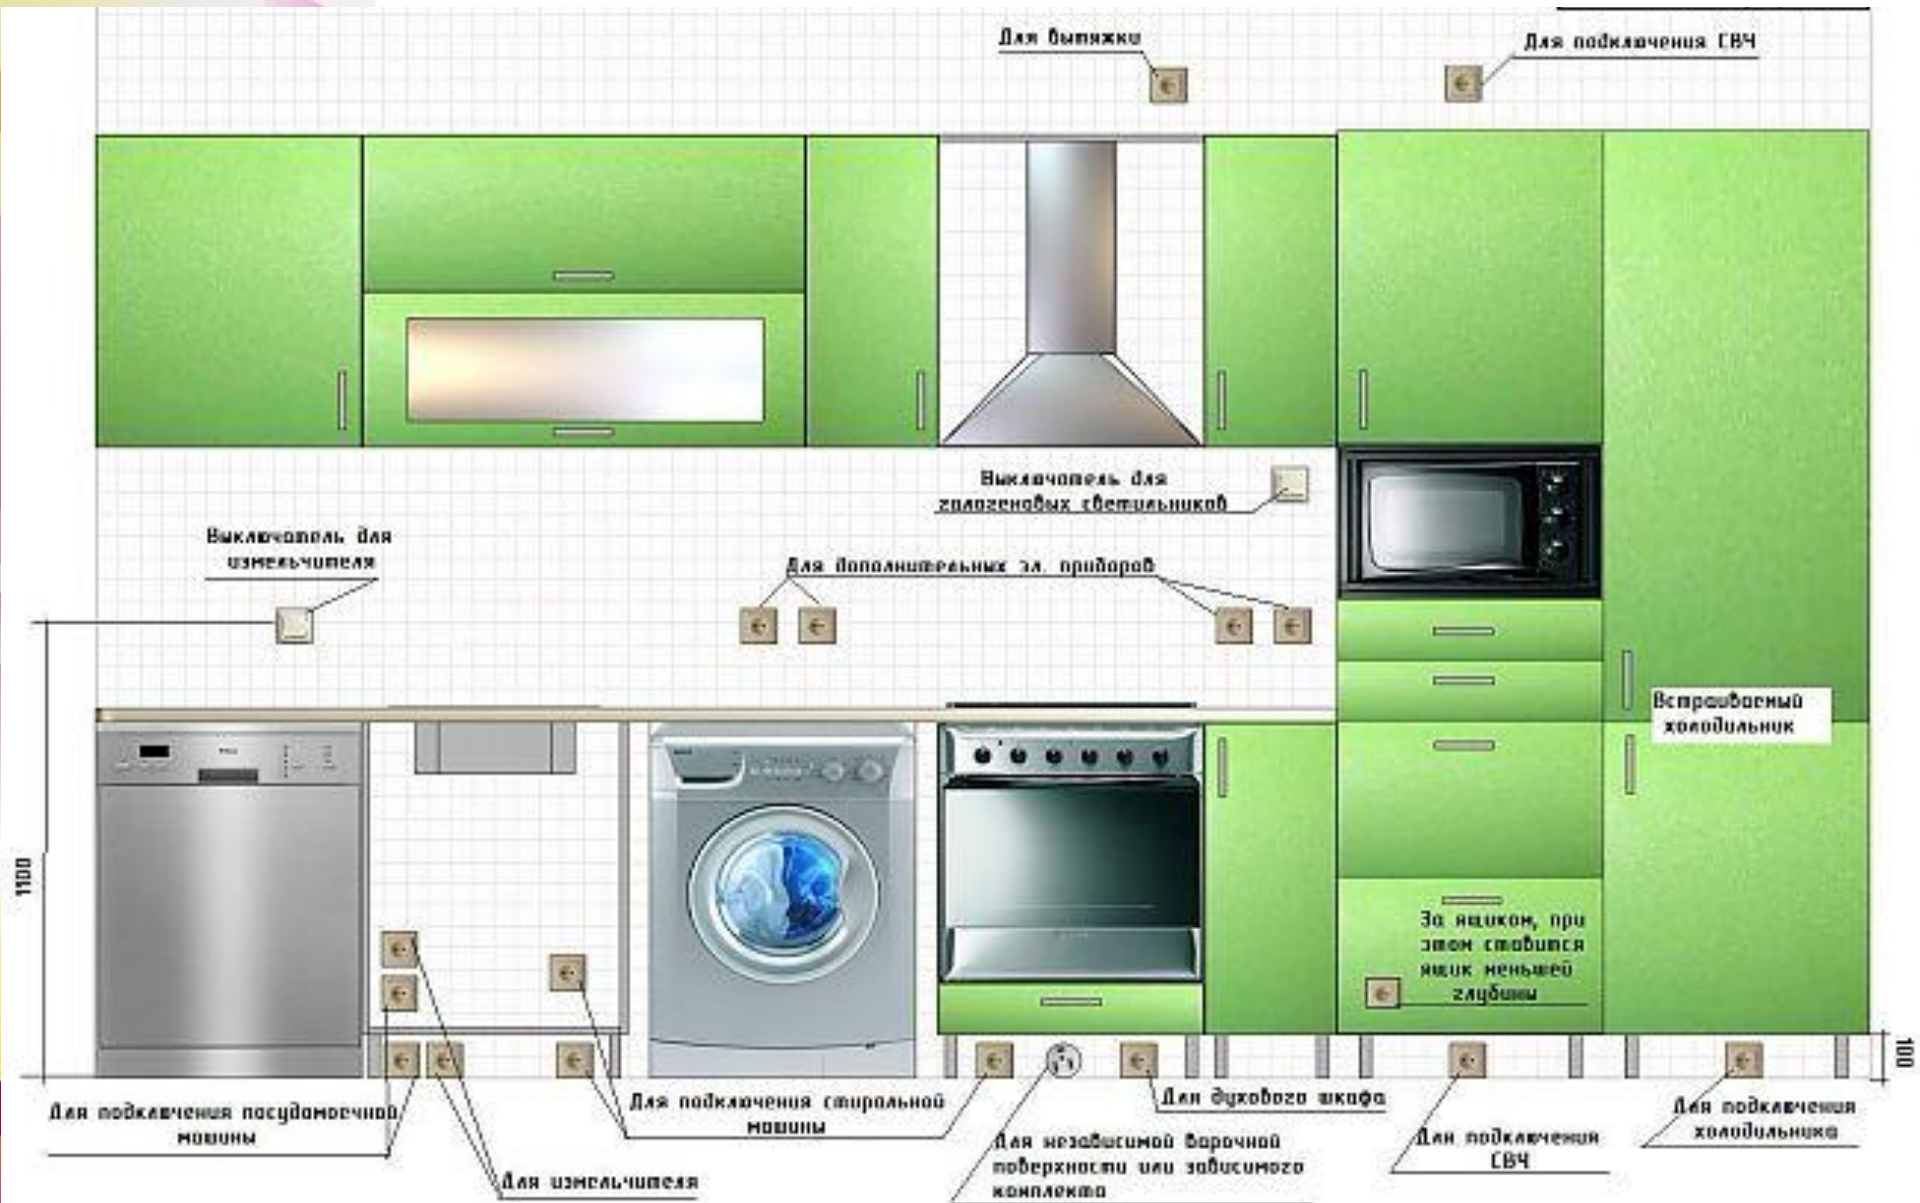 Для вытяжки
Для подключения СВЧ
Выключатель для
галогеновых светильников
Выключатель для
измельчителя
Для дополнительных эл. приборов
Встраиваемый
холодильник
1100
За ящиком, при
этом ставится
ящик меньшей
глубины
100
Для подключения посудомоечной
машины
Для измельчителя
Для подключения стиральной
машины
Для духового шкафа
Для независимой варочной
поверхности или зависимого
комплекта
Для подключения
СВЧ
Для подключения
холодильника